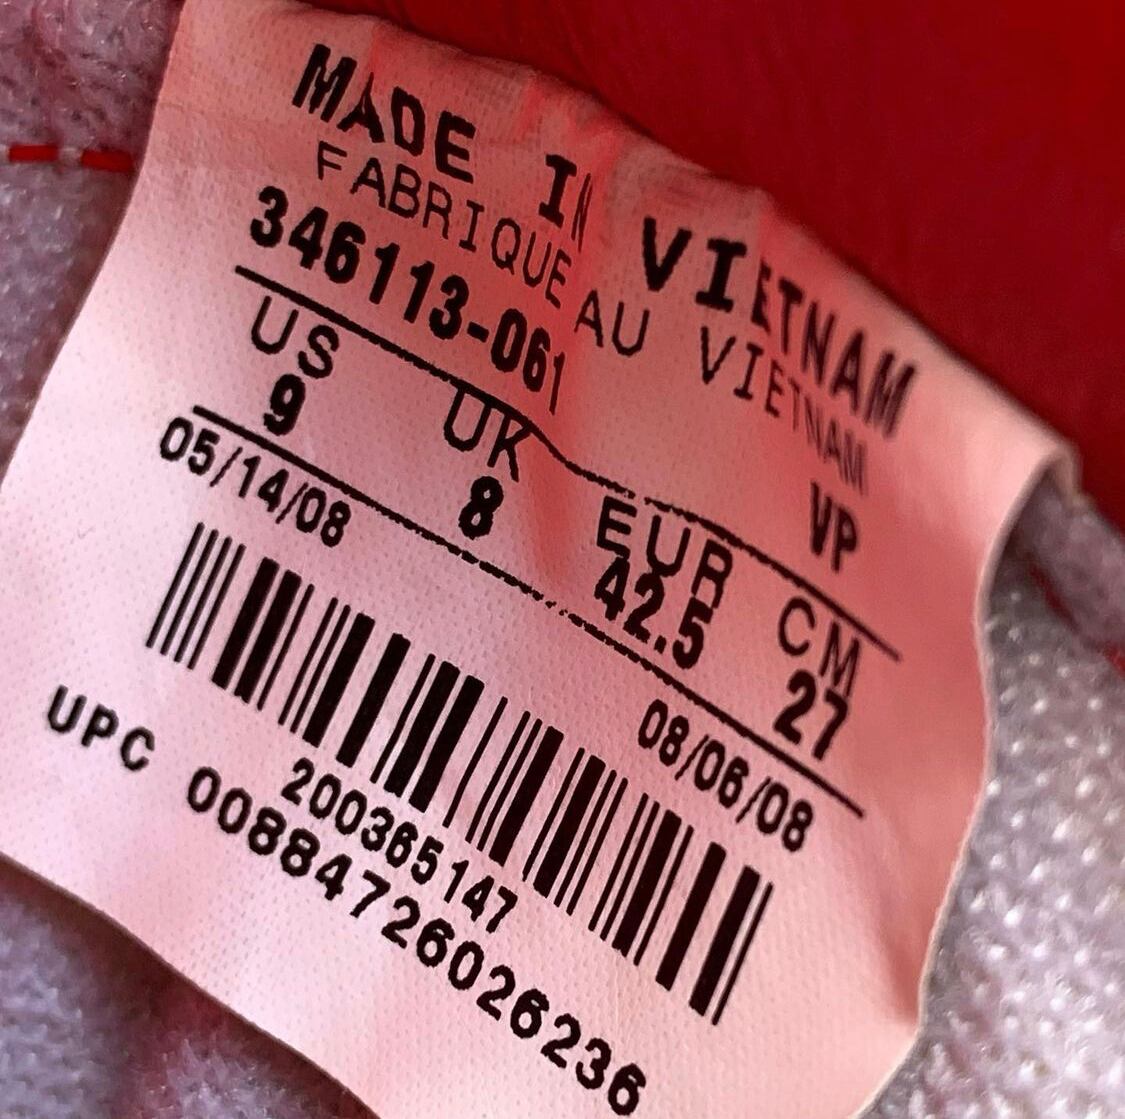 MADE IN VIETNAM
FABRIQUE AU VIETNAM
346113-061 VP
US UK EUR CM
9 8 42.5 27
05/14/08 08/06/08
200365147
UPC 00884726026236